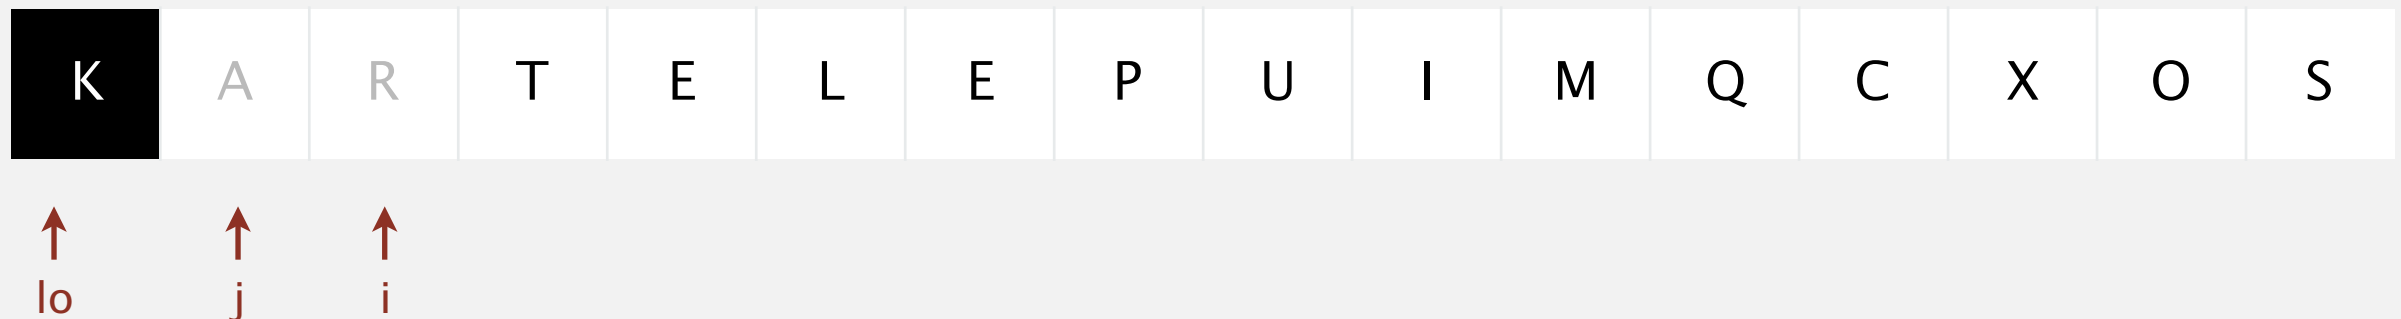 K A R T E L E P U I M Q C X O S
lo j i